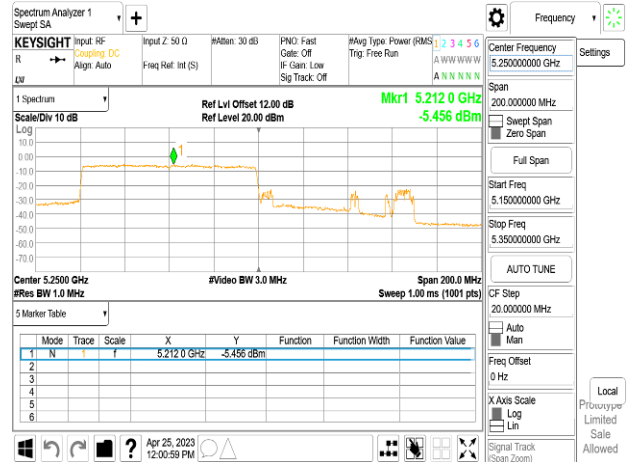 Spectrum Analyzer 1
Swept SA
+
Frequency
KEYSIGHT
R
Input: RF
Coupling: DC
Align: Auto
Input Z: 50 Ω
Freq Ref: Int (S)
#Atten: 30 dB
PNO: Fast
Gate: Off
IF Gain: Low
Sig Track: Off
#Avg Type: Power (RMS
Trig: Free Run
1 2 3 4 5 6
A W W W W W
A N N N N N
1 Spectrum
Scale/Div 10 dB
Ref Lvl Offset 12.00 dB
Ref Level 20.00 dBm
Mkr1 5.212 0 GHz
-5.456 dBm
Log
10.0
0.00
-10.0
-20.0
-30.0
-40.0
-50.0
-60.0
-70.0
1
Center 5.2500 GHz
#Res BW 1.0 MHz
#Video BW 3.0 MHz
Span 200.0 MHz
Sweep 1.00 ms (1001 pts)
5 Marker Table
Mode Trace Scale X Y Function Function Width Function Value
1 N 1 f 5.212 0 GHz -5.456 dBm
2
3
4
5
6
Apr 25, 2023
12:00:59 PM
?
Center Frequency
5.250000000 GHz
Span
200.000000 MHz
Swept Span
Zero Span
Full Span
Start Freq
5.150000000 GHz
Stop Freq
5.350000000 GHz
AUTO TUNE
CF Step
20.000000 MHz
Auto
Man
Freq Offset
0 Hz
X Axis Scale
Log
Lin
Signal Track
(Span Zoom)
Settings
Local
Prototype
Limited
Sale
Allowed